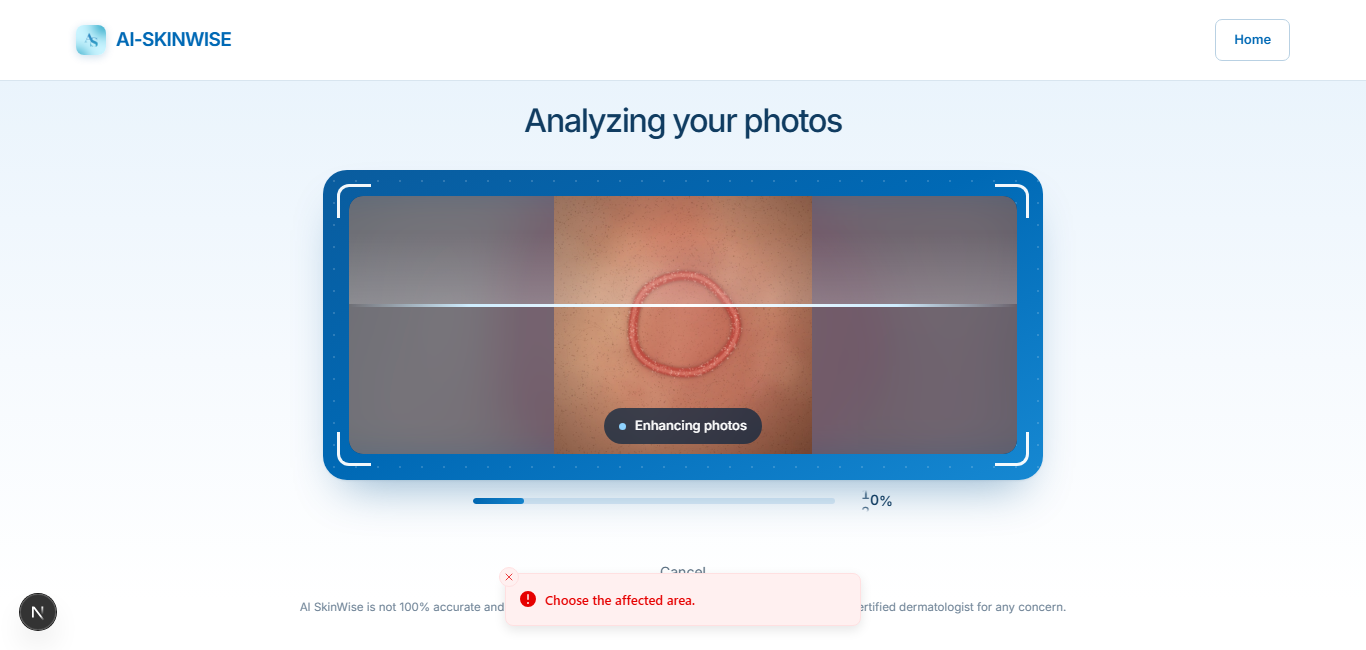 AI-SKINWISE
Home
Analyzing your photos
Enhancing photos
0%
Cancel
AI SkinWise is not 100% accurate and
dermatologist for any concern.
Choose the affected area.